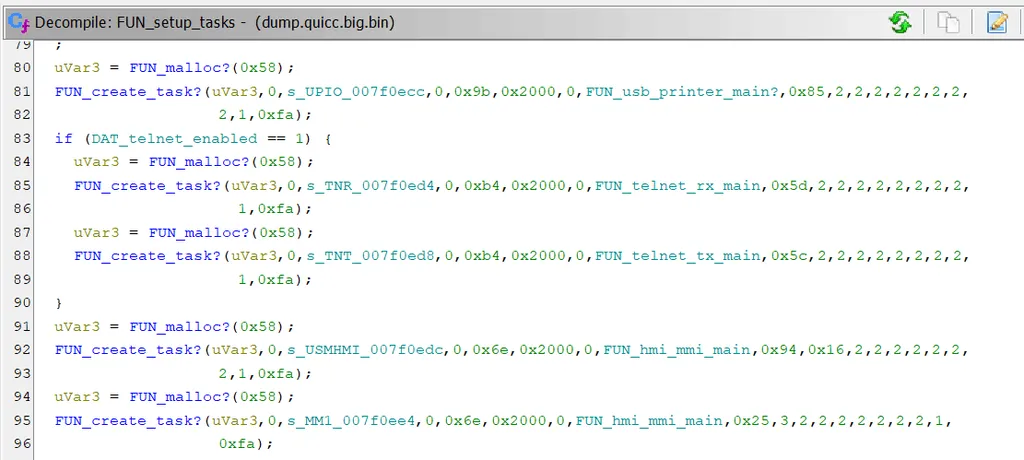 Decompile: FUN_setup_tasks - (dump.quicc.big.bin)
79 ;
80 uVar3 = FUN_malloc?(0x58);
81 FUN_create_task?(uVar3,0,s_UPIO_007f0ecc,0,0x9b,0x2000,0,FUN_usb_printer_main?,0x85,2,2,2,2,2,2,2,
82 2,1,0xfa);
83 if (DAT_telnet_enabled == 1) {
84 uVar3 = FUN_malloc?(0x58);
85 FUN_create_task?(uVar3,0,s_TNR_007f0ed4,0,0xb4,0x2000,0,FUN_telnet_rx_main,0x5d,2,2,2,2,2,2,2,2,
86 1,0xfa);
87 uVar3 = FUN_malloc?(0x58);
88 FUN_create_task?(uVar3,0,s_TNT_007f0ed8,0,0xb4,0x2000,0,FUN_telnet_tx_main,0x5c,2,2,2,2,2,2,2,2,
89 1,0xfa);
90 }
91 uVar3 = FUN_malloc?(0x58);
92 FUN_create_task?(uVar3,0,s_USMHMI_007f0edc,0,0x6e,0x2000,0,FUN_hmi_mmi_main,0x94,0x16,2,2,2,2,2,2,
93 2,1,0xfa);
94 uVar3 = FUN_malloc?(0x58);
95 FUN_create_task?(uVar3,0,s_MM1_007f0ee4,0,0x6e,0x2000,0,FUN_hmi_mmi_main,0x25,3,2,2,2,2,2,2,2,1,
96 0xfa);